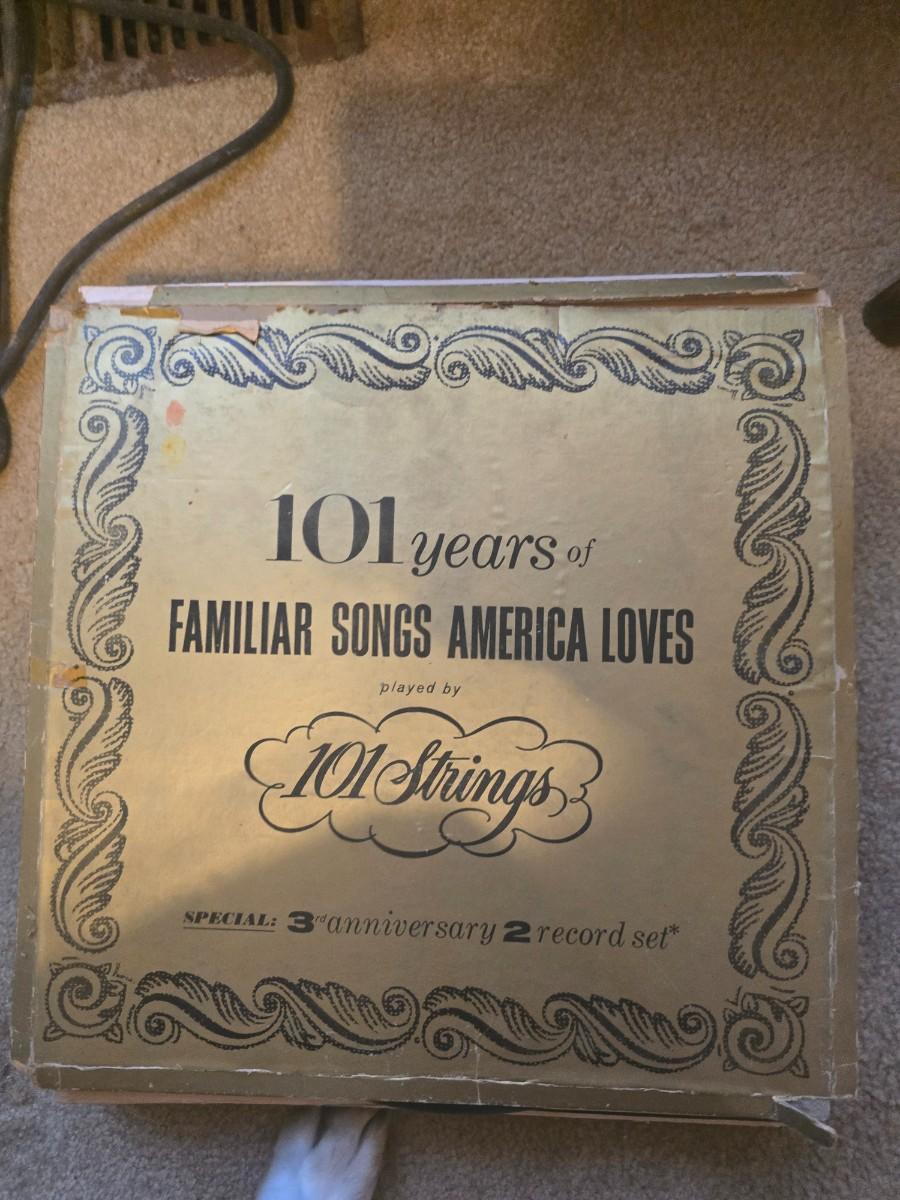 101 years of
FAMILIAR SONGS AMERICA LOVES
played by
101 Strings
SPECIAL: 3rd anniversary 2 record set*